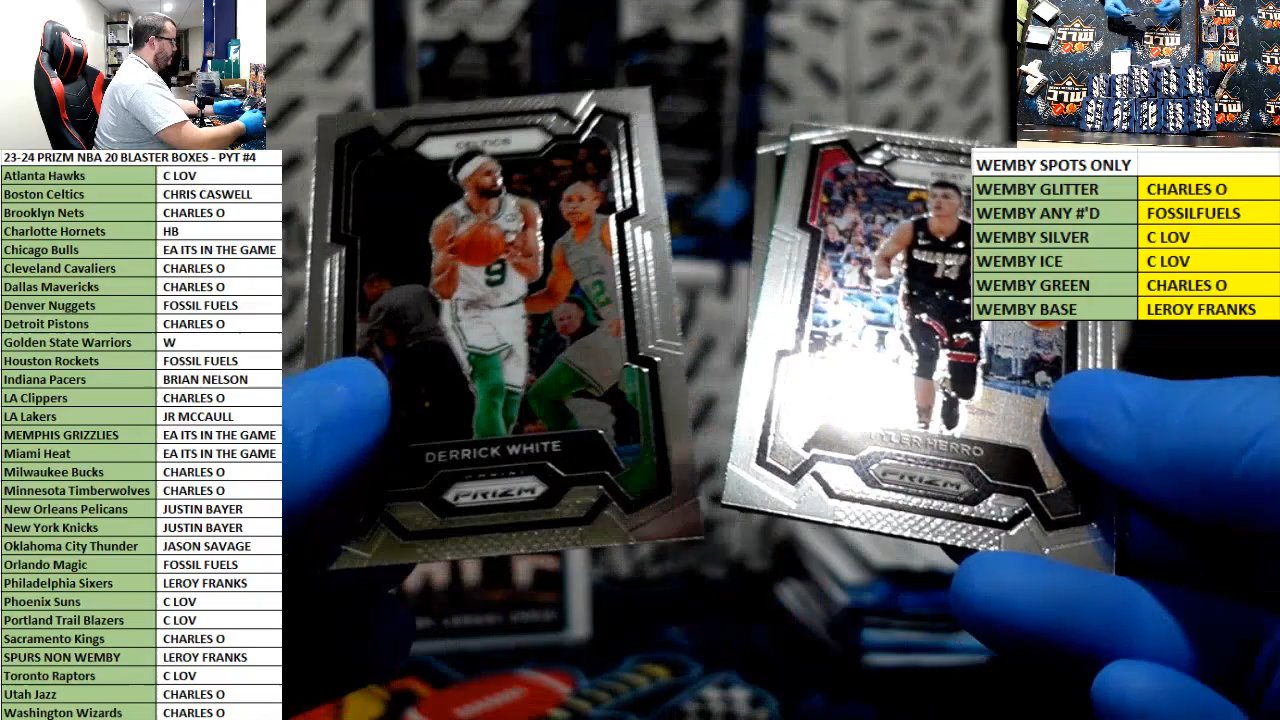 23-24 PRIZM NBA 20 BLASTER BOXES - PYT #4
Atlanta Hawks C LOV
Boston Celtics CHRIS CASWELL
Brooklyn Nets CHARLES O
Charlotte Hornets HB
Chicago Bulls EA ITS IN THE GAME
Cleveland Cavaliers CHARLES O
Dallas Mavericks CHARLES O
Denver Nuggets FOSSIL FUELS
Detroit Pistons CHARLES O
Golden State Warriors W
Houston Rockets FOSSIL FUELS
Indiana Pacers BRIAN NELSON
LA Clippers CHARLES O
LA Lakers JR MCCAULL
MEMPHIS GRIZZLIES EA ITS IN THE GAME
Miami Heat EA ITS IN THE GAME
Milwaukee Bucks CHARLES O
Minnesota Timberwolves CHARLES O
New Orleans Pelicans JUSTIN BAYER
New York Knicks JUSTIN BAYER
Oklahoma City Thunder JASON SAVAGE
Orlando Magic FOSSIL FUELS
Philadelphia Sixers LEROY FRANKS
Phoenix Suns C LOV
Portland Trail Blazers C LOV
Sacramento Kings CHARLES O
SPURS NON WEMBY LEROY FRANKS
Toronto Raptors C LOV
Utah Jazz CHARLES O
Washington Wizards CHARLES O
CELTICS
9
DERRICK WHITE
PANINI
PRIZM
HEAT
14
TYLER HERRO
PRIZM
WEMBY SPOTS ONLY
WEMBY GLITTER CHARLES O
WEMBY ANY #'D FOSSILFUELS
WEMBY SILVER C LOV
WEMBY ICE C LOV
WEMBY GREEN CHARLES O
WEMBY BASE LEROY FRANKS